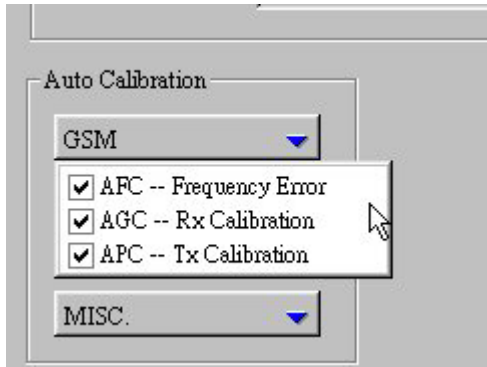 Auto Calibration
GSM
AFC -- Frequency Error
AGC -- Rx Calibration
APC -- Tx Calibration
MISC.